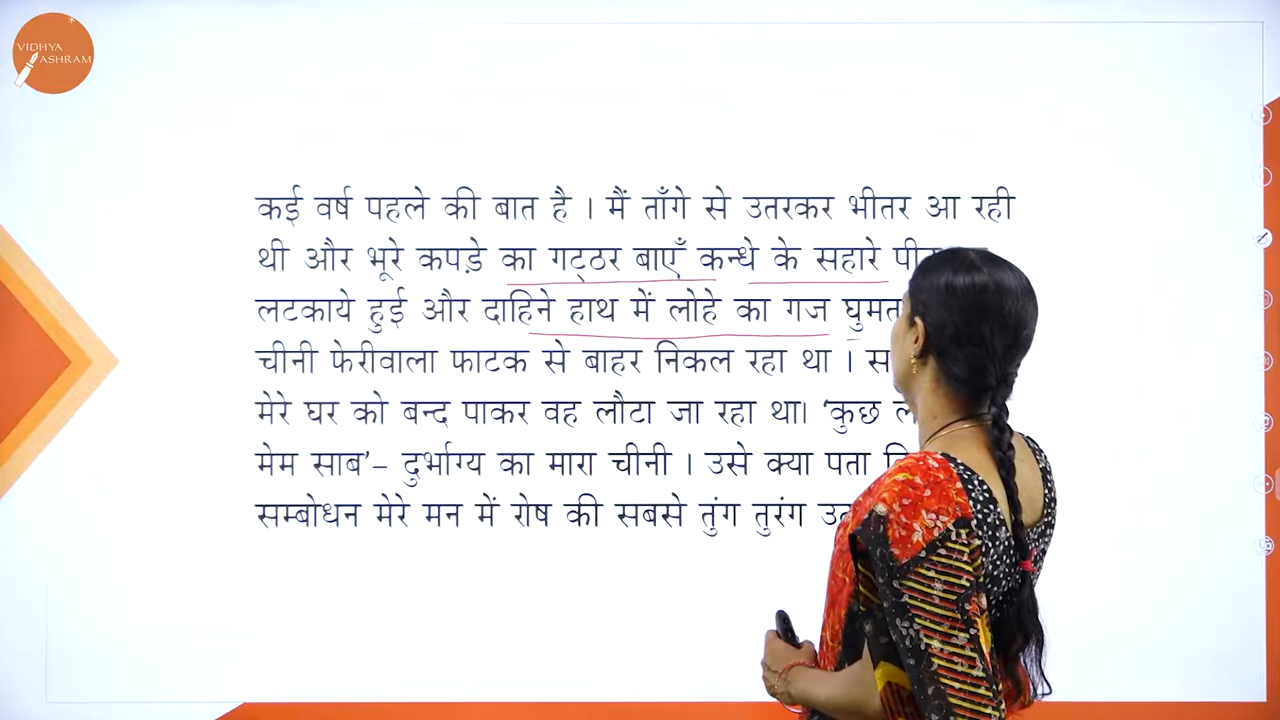 VIDHYA
ASHRAM
कई वर्ष पहले की बात है । मैं ताँगे से उतरकर भीतर आ रही
थी और भूरे कपड़े का गट्ठर बाएँ कन्धे के सहारे
लटकाये हुई और दाहिने हाथ में लोहे का गज
चीनी फेरीवाला फाटक से बाहर निकल रहा था ।
मेरे घर को बन्द पाकर वह लौटा जा रहा था। ‘कुछ
मेम साब’– दुर्भाग्य का मारा चीनी । उसे क्या पता
सम्बोधन मेरे मन में रोष की सबसे तुंग तुरंग